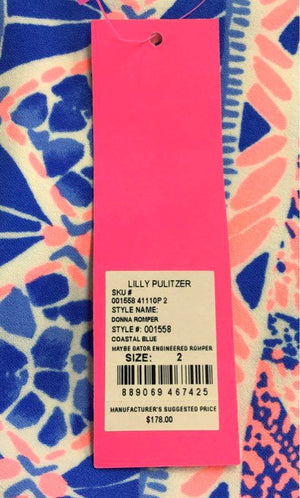 LILLY PULITZER
SKU #
001558 41110P 2
STYLE NAME:
DONNA ROMPER
STYLE #: 001558
COASTAL BLUE
MAYBE GATOR ENGINEERED ROMPER
SIZE: 2
889069 467425
MANUFACTURER'S SUGGESTED PRICE
$178.00